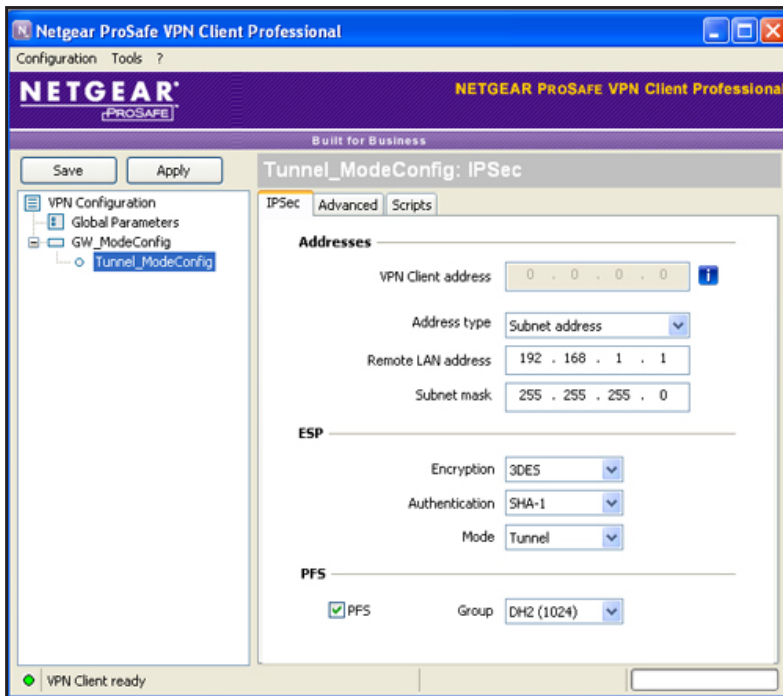 Netgear ProSafe VPN Client Professional
Configuration Tools ?
NETGEAR PROSAFE
NETGEAR PROSAFE VPN Client Professional
Built for Business
Save Apply
Tunnel_ModeConfig: IPSec
VPN Configuration
Global Parameters
GW_ModeConfig
Tunnel_ModeConfig
IPSec Advanced Scripts
Addresses
VPN Client address 0 . 0 . 0 . 0 i
Address type Subnet address
Remote LAN address 192 . 168 . 1 . 1
Subnet mask 255 . 255 . 255 . 0
ESP
Encryption 3DES
Authentication SHA-1
Mode Tunnel
PFS
PFS Group DH2 (1024)
VPN Client ready